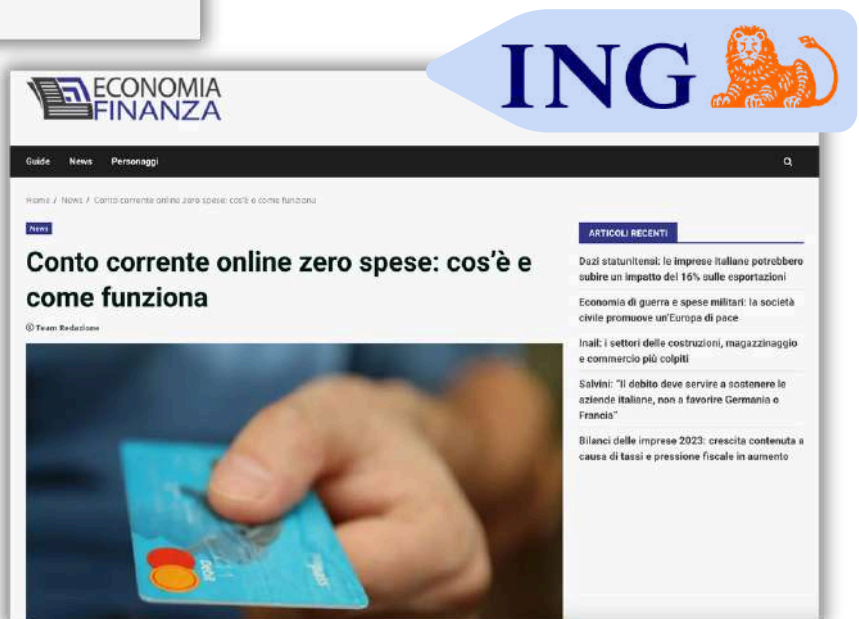 ING
ECONOMIA
FINANZA
Guide News Personaggi
Home / News / Conto corrente online zero spese: cos'è e come funziona
News
Conto corrente online zero spese: cos'è e
come funziona
Team Redazione
ARTICOLI RECENTI
Dazi statunitensi: le imprese italiane potrebbero
subire un impatto del 16% sulle esportazioni
Economia di guerra e spese militari: la società
civile promuove un'Europa di pace
Inail: i settori delle costruzioni, magazzinaggio
e commercio più colpiti
Salvini: "Il debito deve servire a sostenere le
aziende italiane, non a favorire Germania o
Francia"
Bilanci delle imprese 2023: crescita contenuta a
causa di tassi e pressione fiscale in aumento
debit